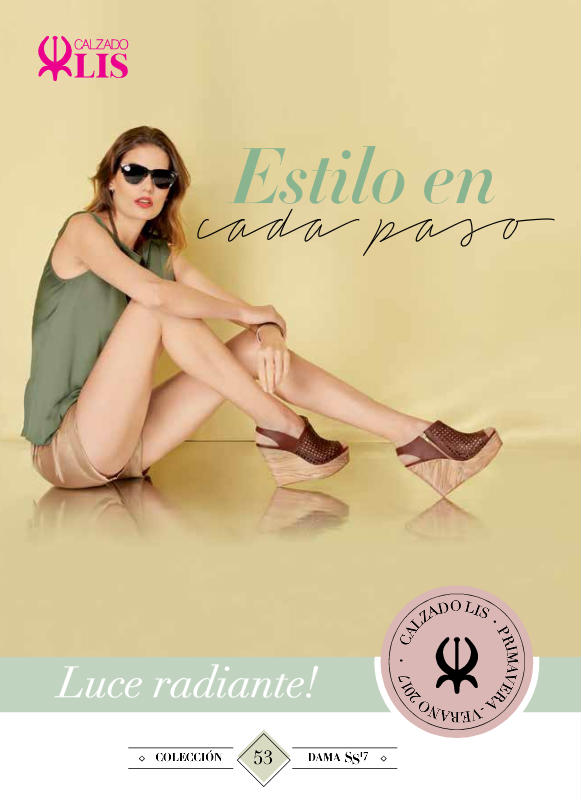 CALZADO
LIS
Estilo en
cada paso
CALZADO LIS · PRIMAVERA - VERANO 2017 ·
Luce radiante!
COLECCIÓN 53 DAMA SS17